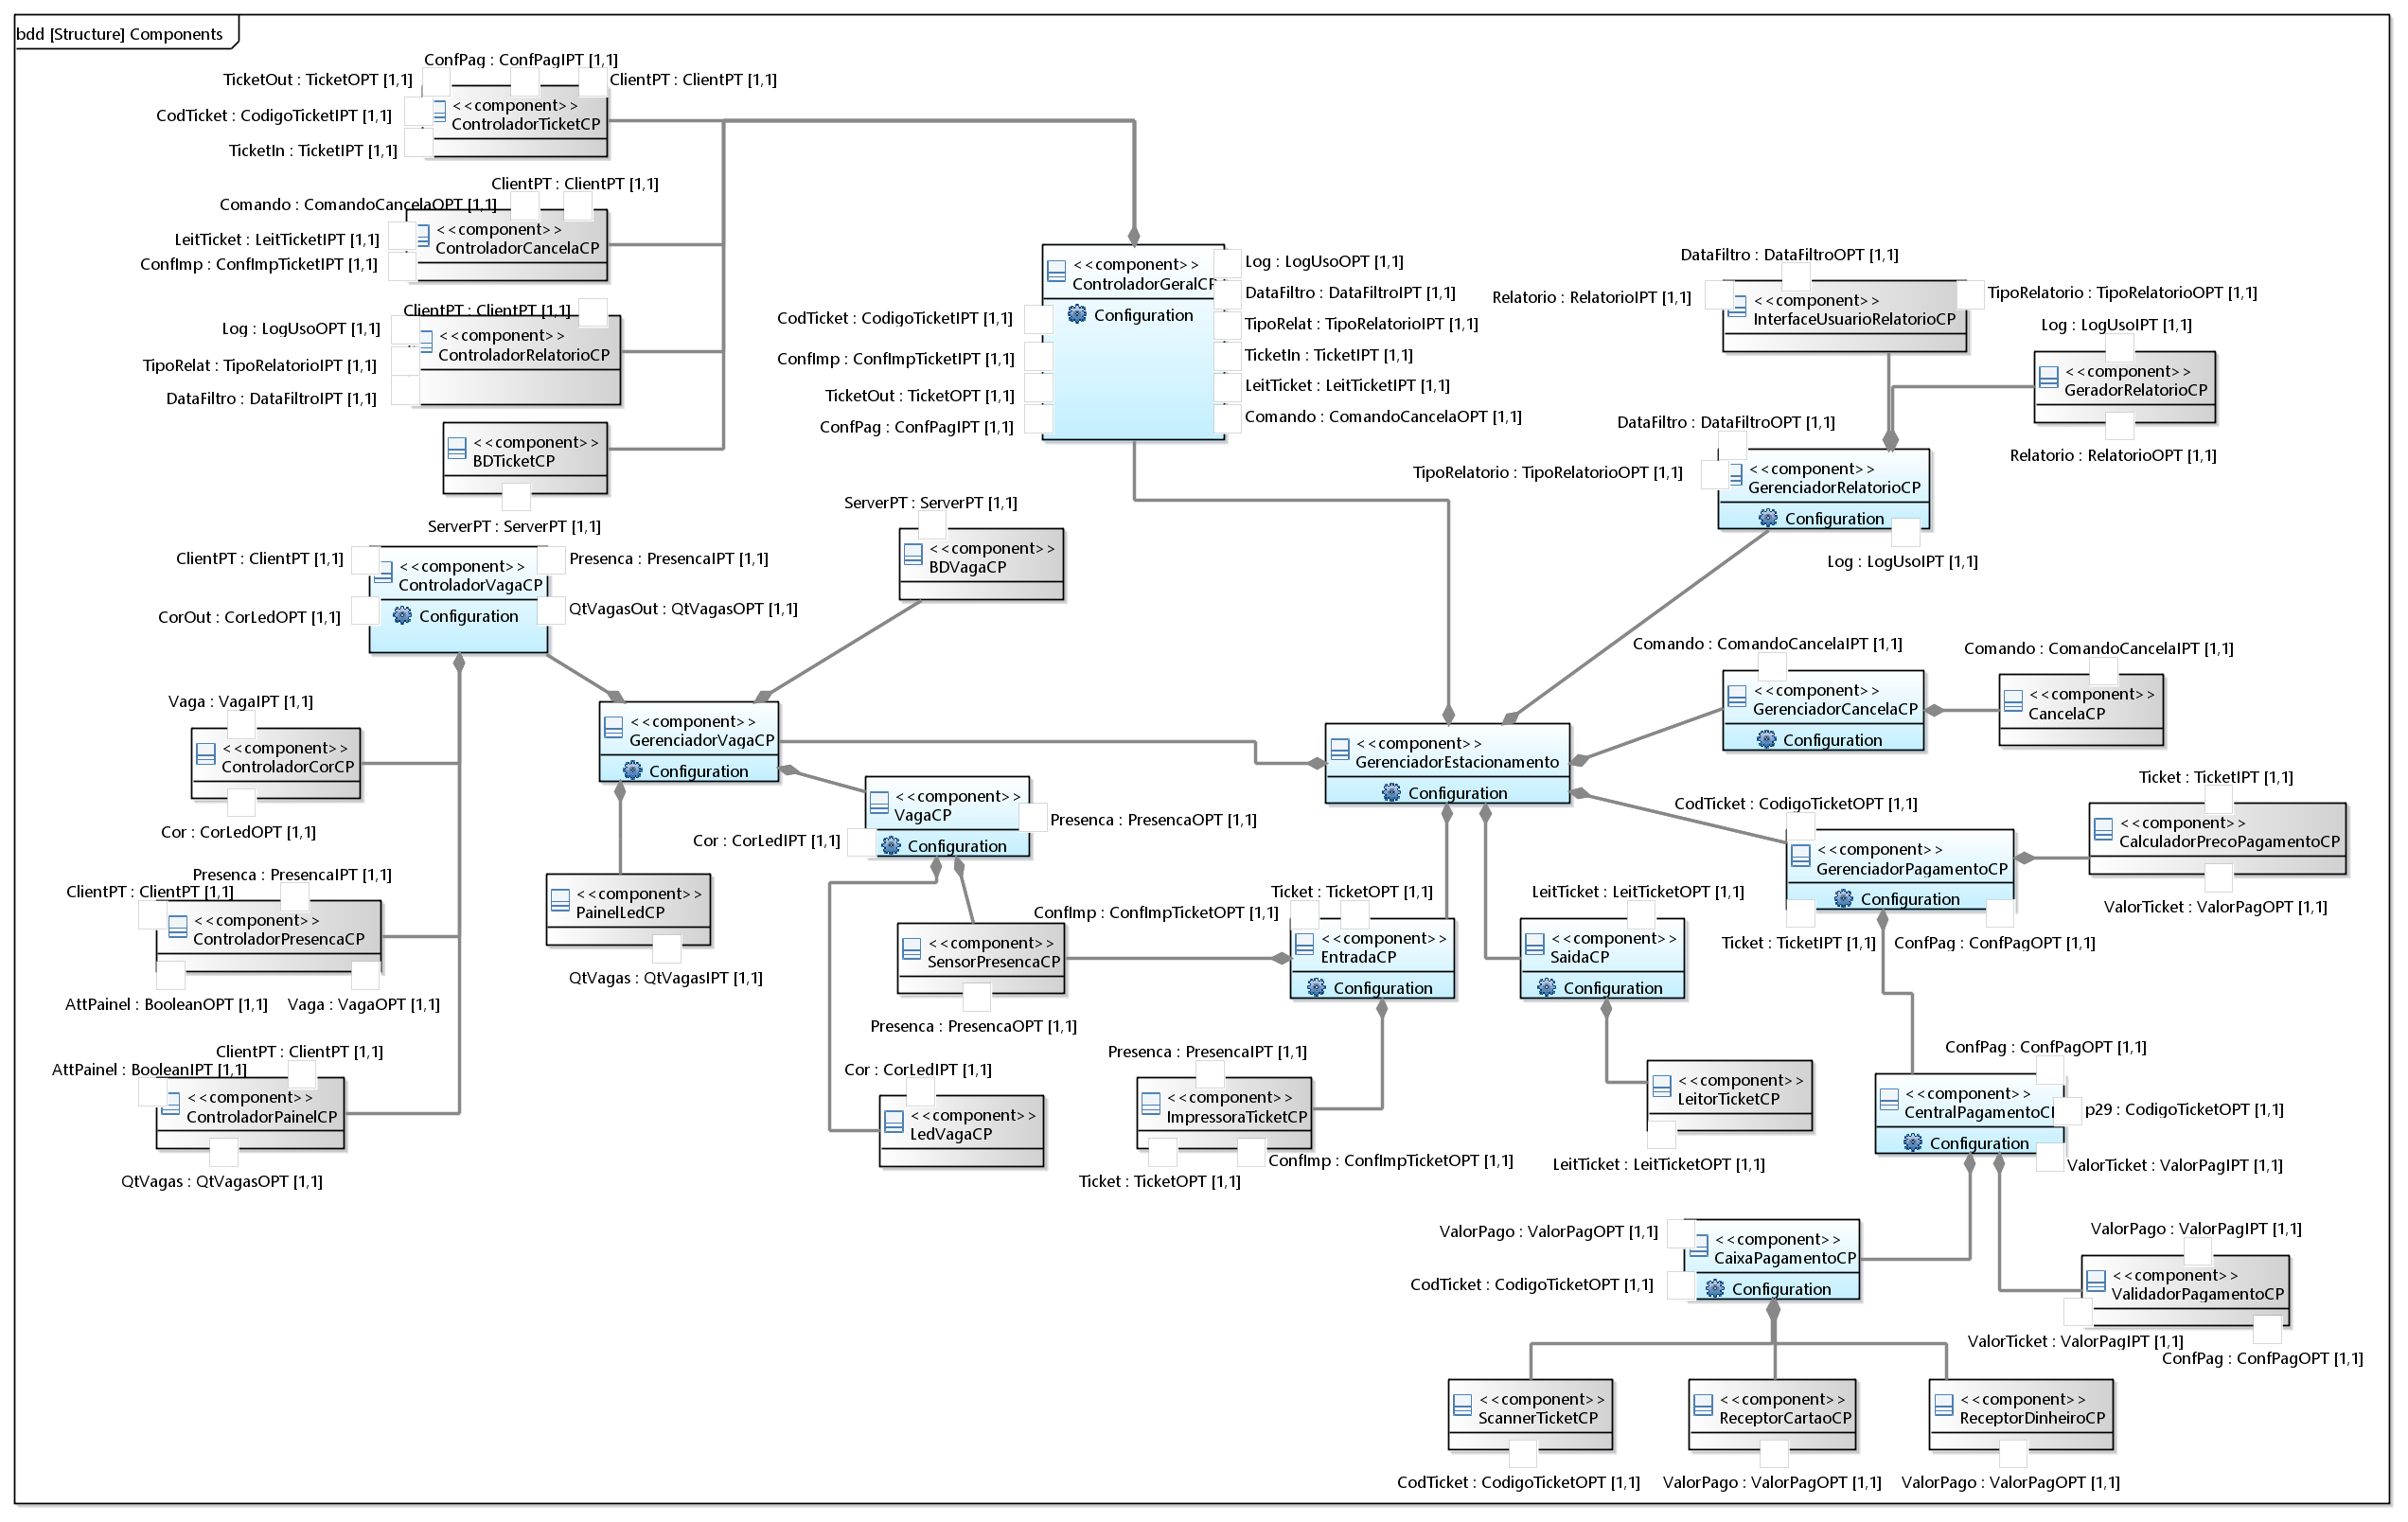 bdd [Structure] Components
ConfPag : ConfPagIPT [1,1]
TicketOut : TicketOPT [1,1]
ClientPT : ClientPT [1,1]
CodTicket : CodigoTicketIPT [1,1]
<<component>>
ControladorTicketCP
TicketIn : TicketIPT [1,1]
ClientPT : ClientPT [1,1]
Comando : ComandoCancelaOPT [1,1]
LeitTicket : LeitTicketIPT [1,1]
<<component>>
ControladorCancelaCP
ConfImp : ConfImpTicketIPT [1,1]
ClientPT : ClientPT [1,1]
Log : LogUsoOPT [1,1]
<<component>>
ControladorRelatorioCP
TipoRelat : TipoRelatorioIPT [1,1]
DataFiltro : DataFiltroIPT [1,1]
<<component>>
BDTicketCP
ServerPT : ServerPT [1,1]
<<component>>
ControladorGeralCP
Configuration
CodTicket : CodigoTicketIPT [1,1]
ConfImp : ConfImpTicketIPT [1,1]
TicketOut : TicketOPT [1,1]
ConfPag : ConfPagIPT [1,1]
Log : LogUsoOPT [1,1]
DataFiltro : DataFiltroIPT [1,1]
TipoRelat : TipoRelatorioIPT [1,1]
TicketIn : TicketIPT [1,1]
LeitTicket : LeitTicketIPT [1,1]
Comando : ComandoCancelaOPT [1,1]
DataFiltro : DataFiltroOPT [1,1]
Relatorio : RelatorioIPT [1,1]
TipoRelatorio : TipoRelatorioOPT [1,1]
<<component>>
InterfaceUsuarioRelatorioCP
Log : LogUsoIPT [1,1]
<<component>>
GeradorRelatorioCP
Relatorio : RelatorioOPT [1,1]
DataFiltro : DataFiltroOPT [1,1]
TipoRelatorio : TipoRelatorioOPT [1,1]
<<component>>
GerenciadorRelatorioCP
Configuration
Log : LogUsoIPT [1,1]
ClientPT : ClientPT [1,1]
Presenca : PresencaIPT [1,1]
<<component>>
ControladorVagaCP
Configuration
CorOut : CorLedOPT [1,1]
QtVagasOut : QtVagasOPT [1,1]
ServerPT : ServerPT [1,1]
<<component>>
BDVagaCP
Vaga : VagaIPT [1,1]
<<component>>
ControladorCorCP
Cor : CorLedOPT [1,1]
<<component>>
GerenciadorVagaCP
Configuration
<<component>>
GerenciadorEstacionamento
Configuration
Comando : ComandoCancelaIPT [1,1]
<<component>>
GerenciadorCancelaCP
Configuration
Comando : ComandoCancelaIPT [1,1]
<<component>>
CancelaCP
<<component>>
VagaCP
Configuration
Cor : CorLedIPT [1,1]
Presenca : PresencaOPT [1,1]
CodTicket : CodigoTicketOPT [1,1]
<<component>>
GerenciadorPagamentoCP
Configuration
Ticket : TicketIPT [1,1]
ConfPag : ConfPagOPT [1,1]
Ticket : TicketIPT [1,1]
<<component>>
CalculadorPrecoPagamentoCP
ValorTicket : ValorPagOPT [1,1]
Presenca : PresencaIPT [1,1]
ClientPT : ClientPT [1,1]
<<component>>
ControladorPresencaCP
AttPainel : BooleanOPT [1,1]
Vaga : VagaOPT [1,1]
<<component>>
PainelLedCP
QtVagas : QtVagasIPT [1,1]
<<component>>
SensorPresencaCP
Presenca : PresencaOPT [1,1]
Ticket : TicketOPT [1,1]
ConfImp : ConfImpTicketOPT [1,1]
<<component>>
EntradaCP
Configuration
LeitTicket : LeitTicketOPT [1,1]
<<component>>
SaidaCP
Configuration
ClientPT : ClientPT [1,1]
AttPainel : BooleanIPT [1,1]
<<component>>
ControladorPainelCP
QtVagas : QtVagasOPT [1,1]
Cor : CorLedIPT [1,1]
<<component>>
LedVagaCP
Presenca : PresencaIPT [1,1]
<<component>>
ImpressoraTicketCP
ConfImp : ConfImpTicketOPT [1,1]
Ticket : TicketOPT [1,1]
<<component>>
LeitorTicketCP
LeitTicket : LeitTicketOPT [1,1]
ConfPag : ConfPagOPT [1,1]
<<component>>
CentralPagamentoCP
Configuration
p29 : CodigoTicketOPT [1,1]
ValorTicket : ValorPagIPT [1,1]
ValorPago : ValorPagOPT [1,1]
<<component>>
CaixaPagamentoCP
Configuration
CodTicket : CodigoTicketOPT [1,1]
ValorPago : ValorPagIPT [1,1]
<<component>>
ValidadorPagamentoCP
ValorTicket : ValorPagIPT [1,1]
ConfPag : ConfPagOPT [1,1]
<<component>>
ScannerTicketCP
CodTicket : CodigoTicketOPT [1,1]
<<component>>
ReceptorCartaoCP
ValorPago : ValorPagOPT [1,1]
<<component>>
ReceptorDinheiroCP
ValorPago : ValorPagOPT [1,1]